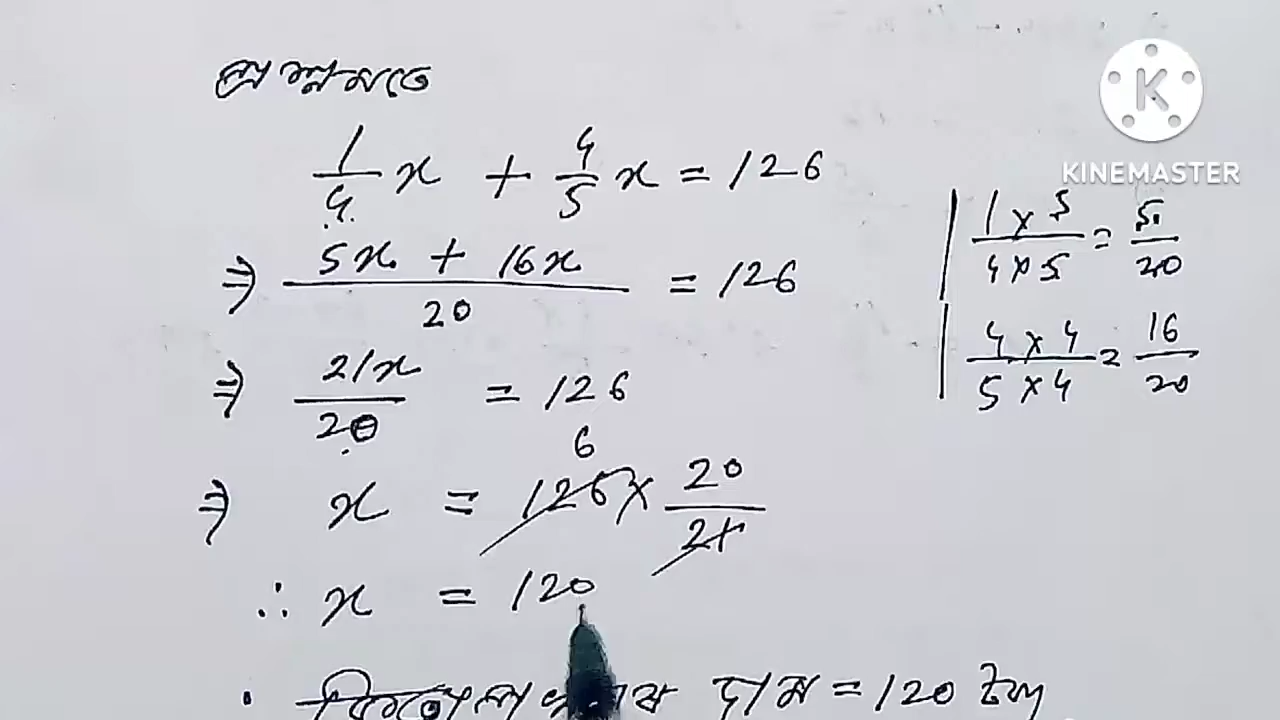 প্রশ্নমতে
1/4 x + 4/5 x = 126
⇒ (5x + 16x)/20 = 126
⇒ 21x/20 = 126
6
⇒ x = 126 × 20/21
∴ x = 120
দাম = 120
1×5/4×5 = 5/20
4×4/5×4 = 16/20
KINEMASTER